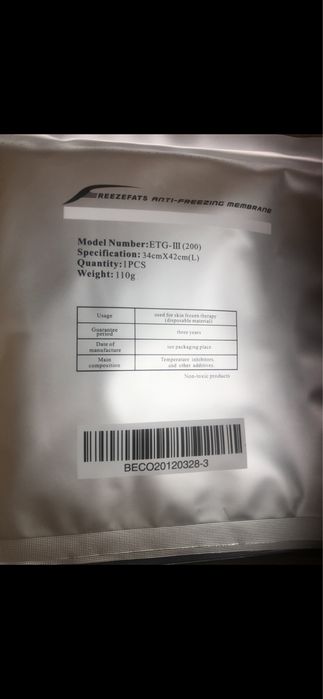 FREEZEFATS ANTI-FREEZING MEMBRANE
Model Number:ETG-III(200)
Specification:34cmX42cm(L)
Quantity:1PCS
Weight:110g
Usage
used for skin frozen therapy
(disposable material)
Guarantee
period
three years
Date of
manufacture
see packaging place
Main
composition
Temperature inhibitors
and other additives
Non-toxic products
BECO20120328-3